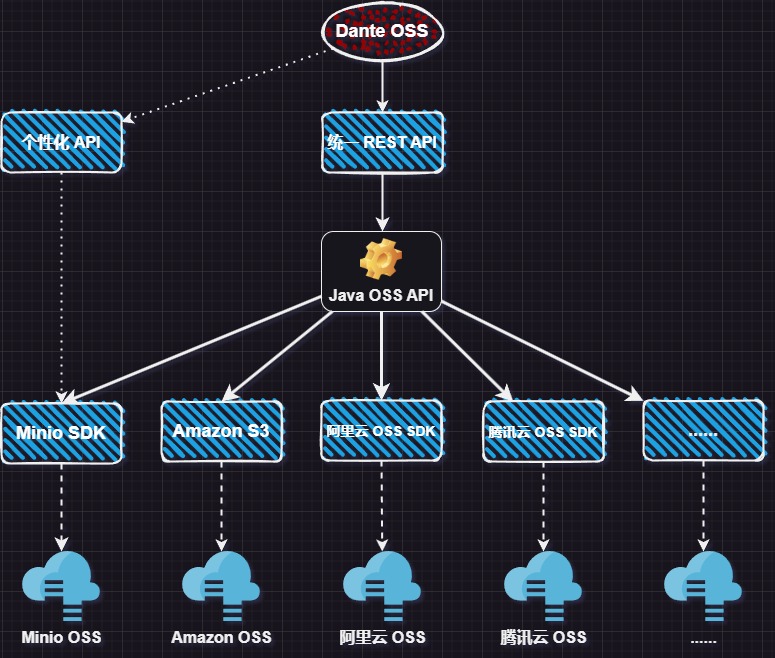 Dante OSS
个性化 API
统一 REST API
Java OSS API
Minio SDK
Amazon S3
阿里云 OSS SDK
腾讯云 OSS SDK
......
Minio OSS
Amazon OSS
阿里云 OSS
腾讯云 OSS
......